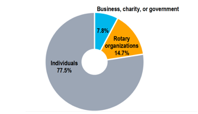 Business, charity, or government
7.8%
Rotary
organizations
14.7%
Individuals
77.5%